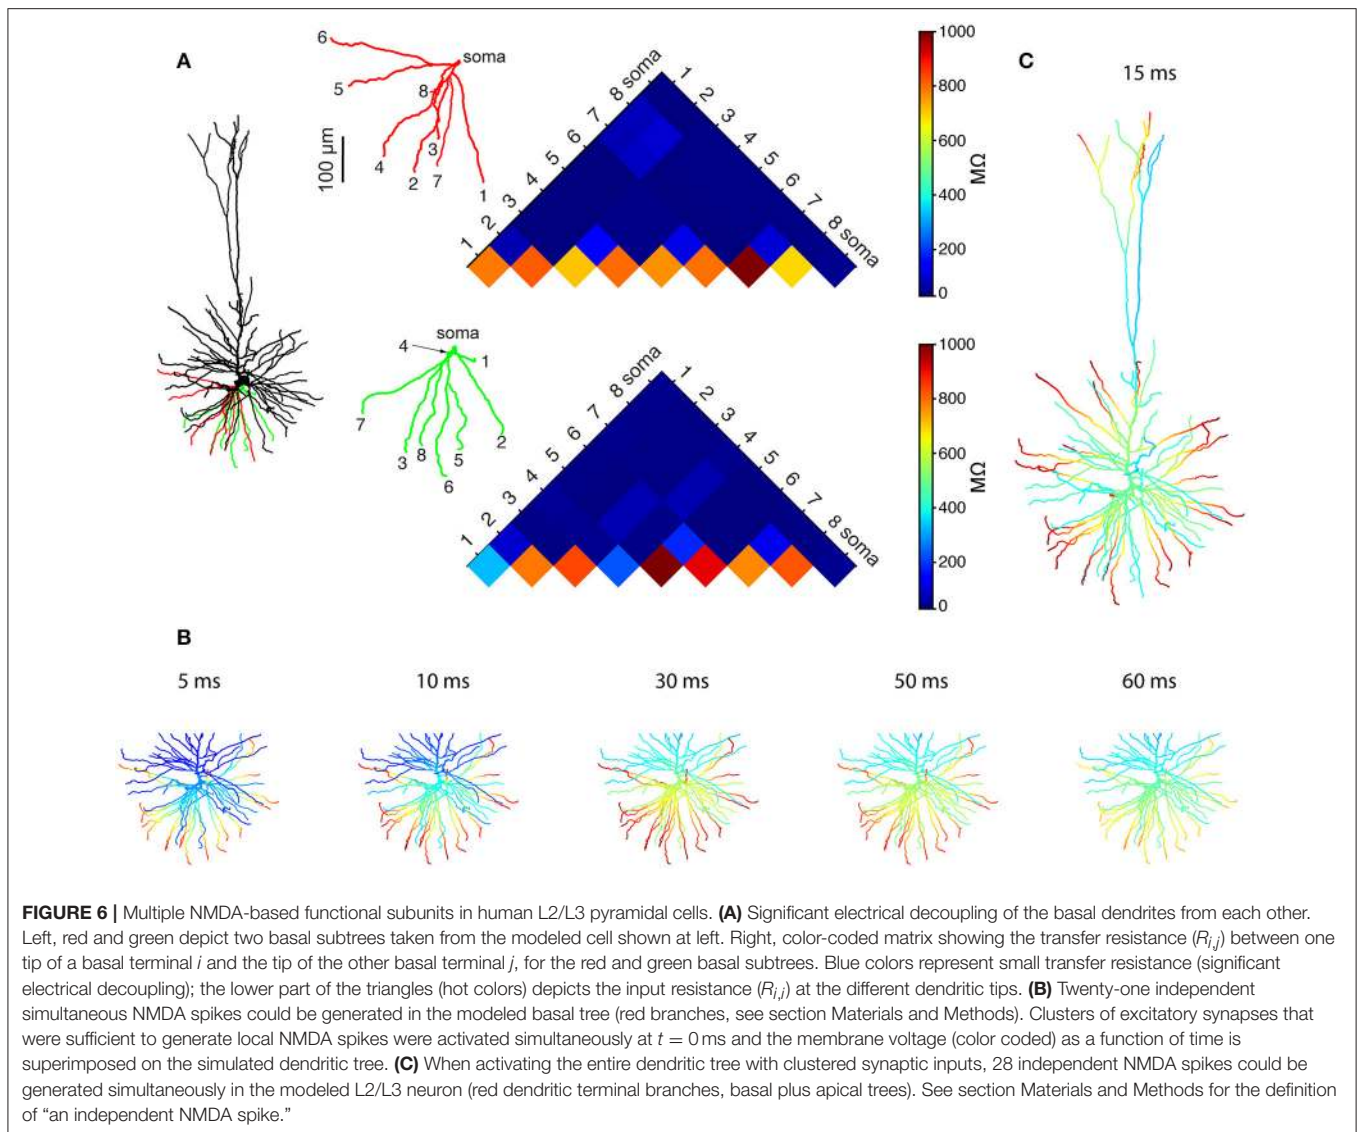 A
6
soma
5
8
4
3
2
7
1
100 µm
1 2 3 4 5 6 7 8 soma
1 2 3 4 5 6 7 8 soma
1000
800
600
400
200
0
MΩ
C
15 ms
soma
4
1
7
3
8
5
2
6
1 2 3 4 5 6 7 8 soma
1 2 3 4 5 6 7 8 soma
1000
800
600
400
200
0
MΩ
B
5 ms
10 ms
30 ms
50 ms
60 ms
FIGURE 6 | Multiple NMDA-based functional subunits in human L2/L3 pyramidal cells. (A) Significant electrical decoupling of the basal dendrites from each other.
Left, red and green depict two basal subtrees taken from the modeled cell shown at left. Right, color-coded matrix showing the transfer resistance (Ri,j) between one
tip of a basal terminal i and the tip of the other basal terminal j, for the red and green basal subtrees. Blue colors represent small transfer resistance (significant
electrical decoupling); the lower part of the triangles (hot colors) depicts the input resistance (Ri,j) at the different dendritic tips. (B) Twenty-one independent
simultaneous NMDA spikes could be generated in the modeled basal tree (red branches, see section Materials and Methods). Clusters of excitatory synapses that
were sufficient to generate local NMDA spikes were activated simultaneously at t = 0 ms and the membrane voltage (color coded) as a function of time is
superimposed on the simulated dendritic tree. (C) When activating the entire dendritic tree with clustered synaptic inputs, 28 independent NMDA spikes could be
generated simultaneously in the modeled L2/L3 neuron (red dendritic terminal branches, basal plus apical trees). See section Materials and Methods for the definition
of “an independent NMDA spike.”